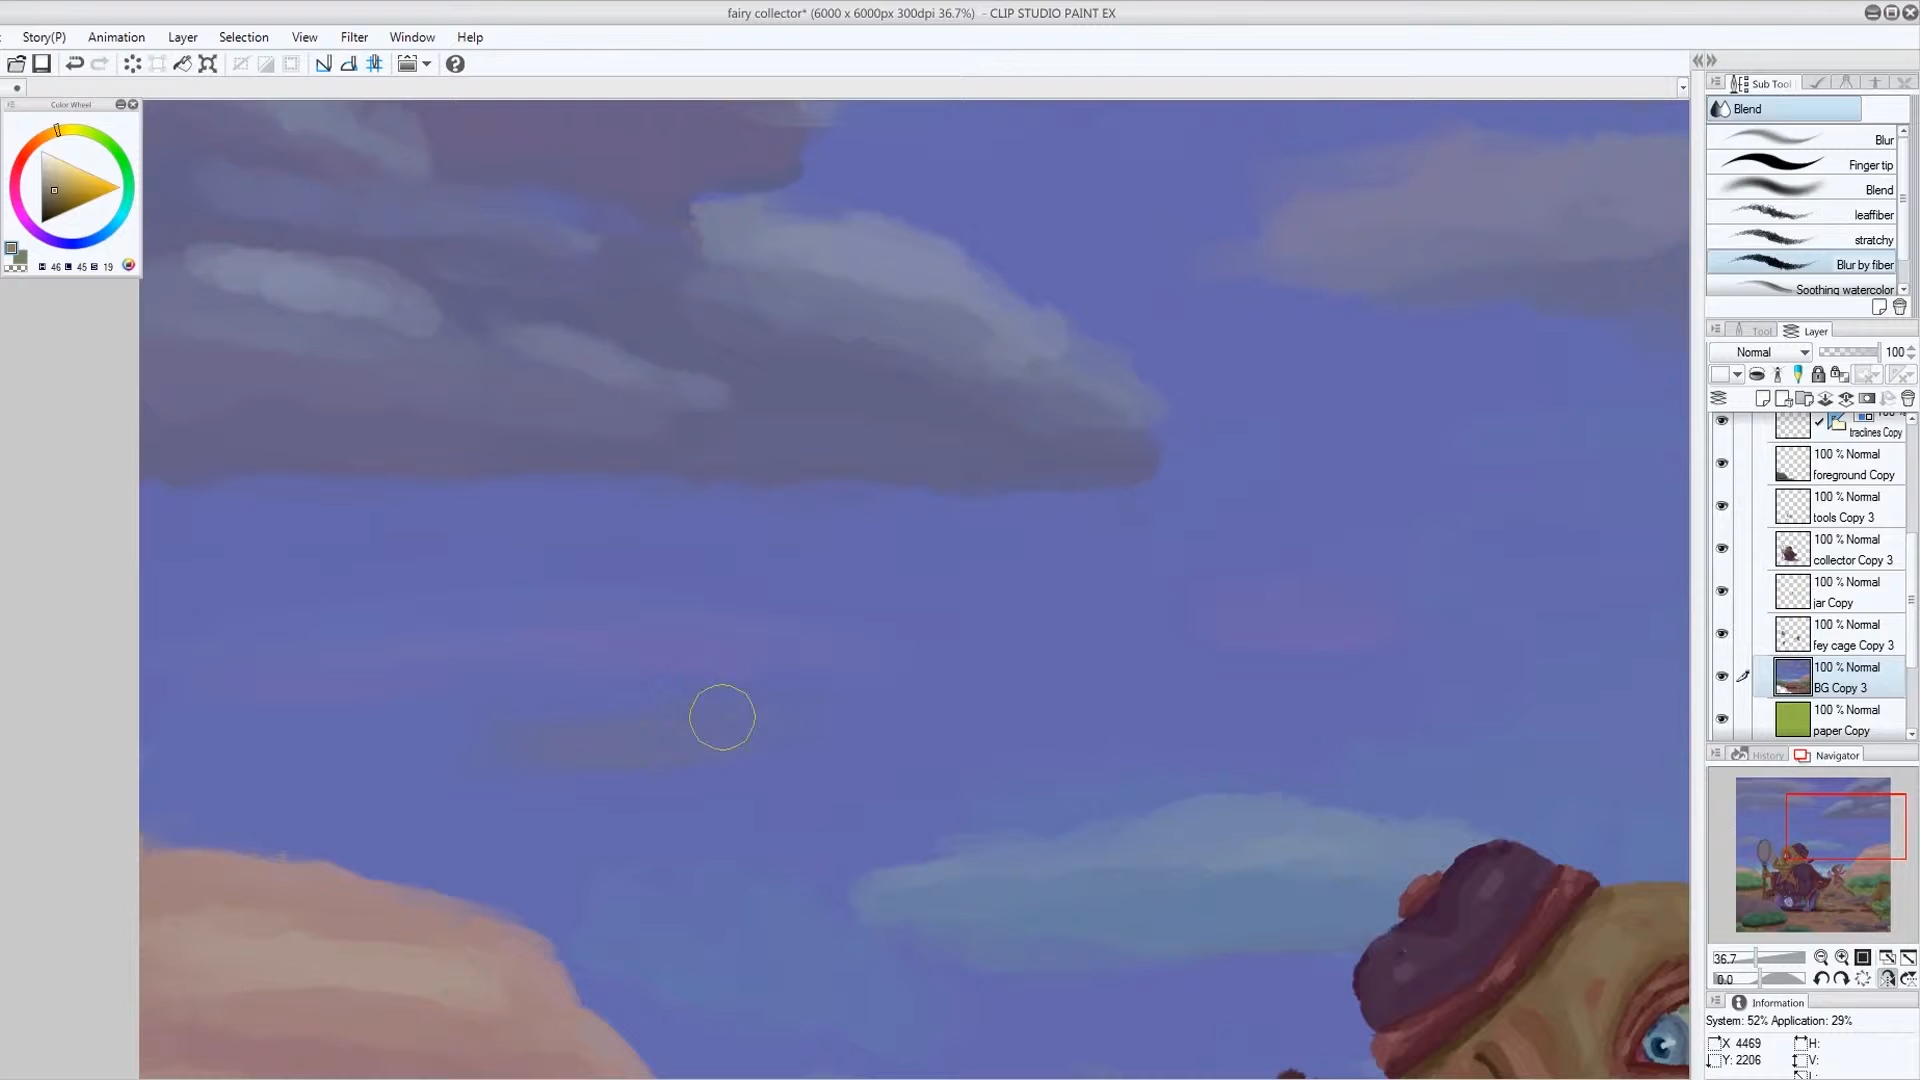 fairy collector* (6000 x 6000px 300dpi 36.7%)  - CLIP STUDIO PAINT EX
Story(P) Animation Layer Selection View Filter Window Help
Color Wheel
Sub Tool
Blend
Blur
Finger tip
Blend
leaffiber
stratchy
Blur by fiber
Soothing watercolor
46 45 19
Tool Layer
Normal 100
traclines Copy
100 % Normal
foreground Copy
100 % Normal
tools Copy 3
100 % Normal
collector Copy 3
100 % Normal
jar Copy
100 % Normal
fey cage Copy 3
100 % Normal
BG Copy 3
100 % Normal
paper Copy
History Navigator
36.7
0.0
Information
System: 52% Application: 29%
X 4469 H:
Y: 2206 V: